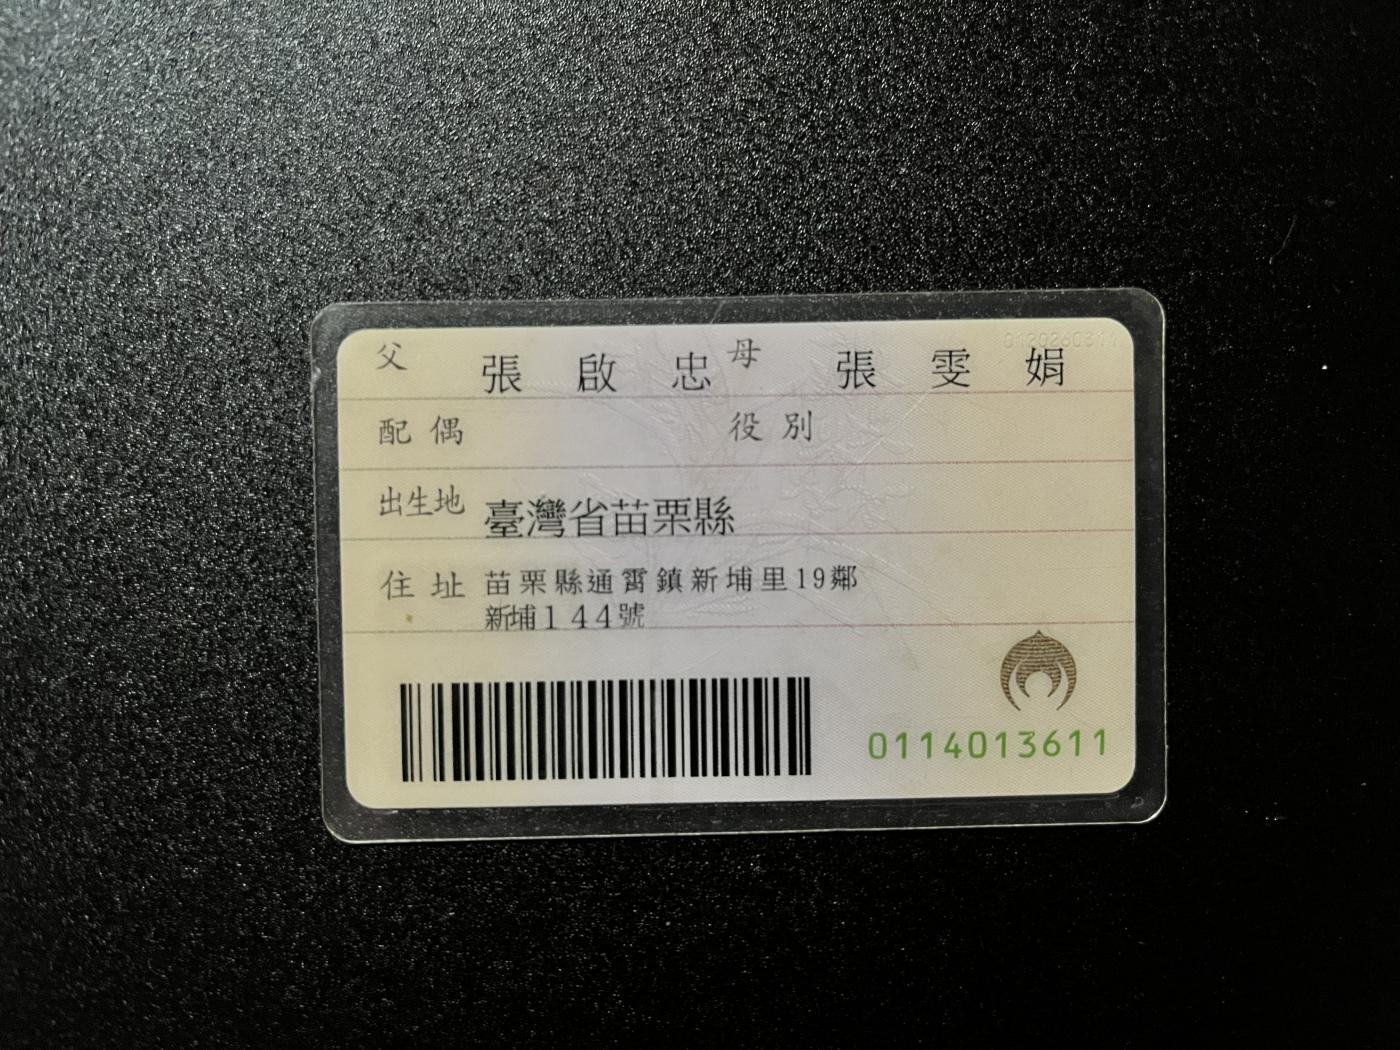 父 張啟忠 母 張雯娟
配偶 役別
出生地 臺灣省苗栗縣
住址 苗栗縣通霄鎮新埔里19鄰
新埔144號
0114013611